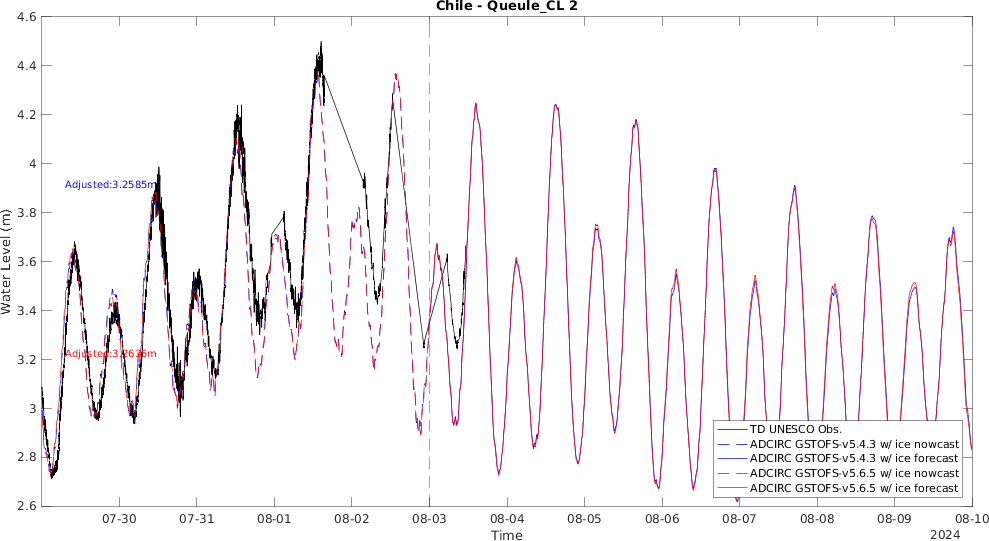 Chile - Queule_CL 2
4.6
4.4
4.2
4
3.8
3.6
3.4
3.2
3
2.8
2.6
Water Level (m)
Adjusted:3.2585m
Adjusted:3.2636m
TD UNESCO Obs.
ADCIRC GSTOFS-v5.4.3 w/ ice nowcast
ADCIRC GSTOFS-v5.4.3 w/ ice forecast
ADCIRC GSTOFS-v5.6.5 w/ ice nowcast
ADCIRC GSTOFS-v5.6.5 w/ ice forecast
07-30 07-31 08-01 08-02 08-03 08-04 08-05 08-06 08-07 08-08 08-09 08-10
Time
2024